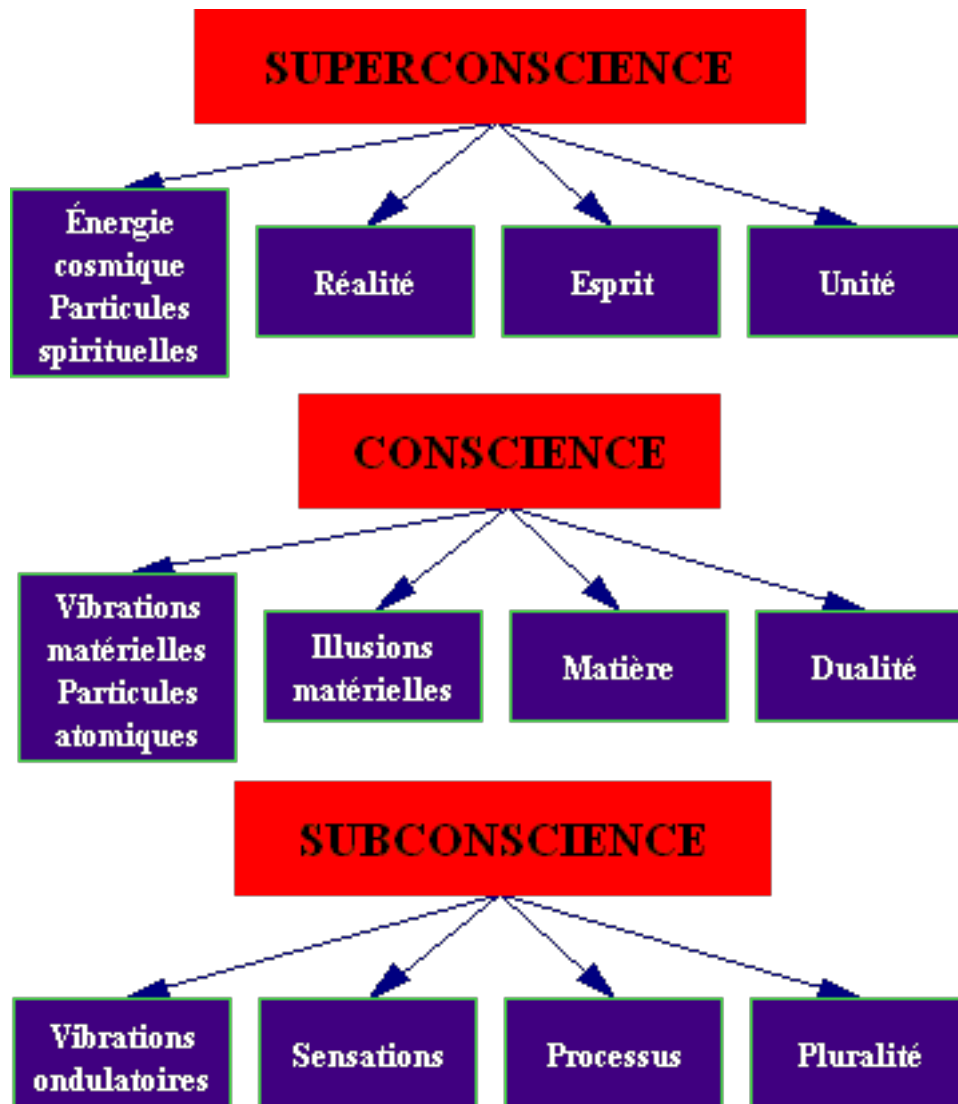 SUPERCONSCIENCE
Énergie
cosmique
Particules
spirituelles
Réalité
Esprit
Unité
CONSCIENCE
Vibrations
matérielles
Particules
atomiques
Illusions
matérielles
Matière
Dualité
SUBCONSCIENCE
Vibrations
ondulatoires
Sensations
Processus
Pluralité